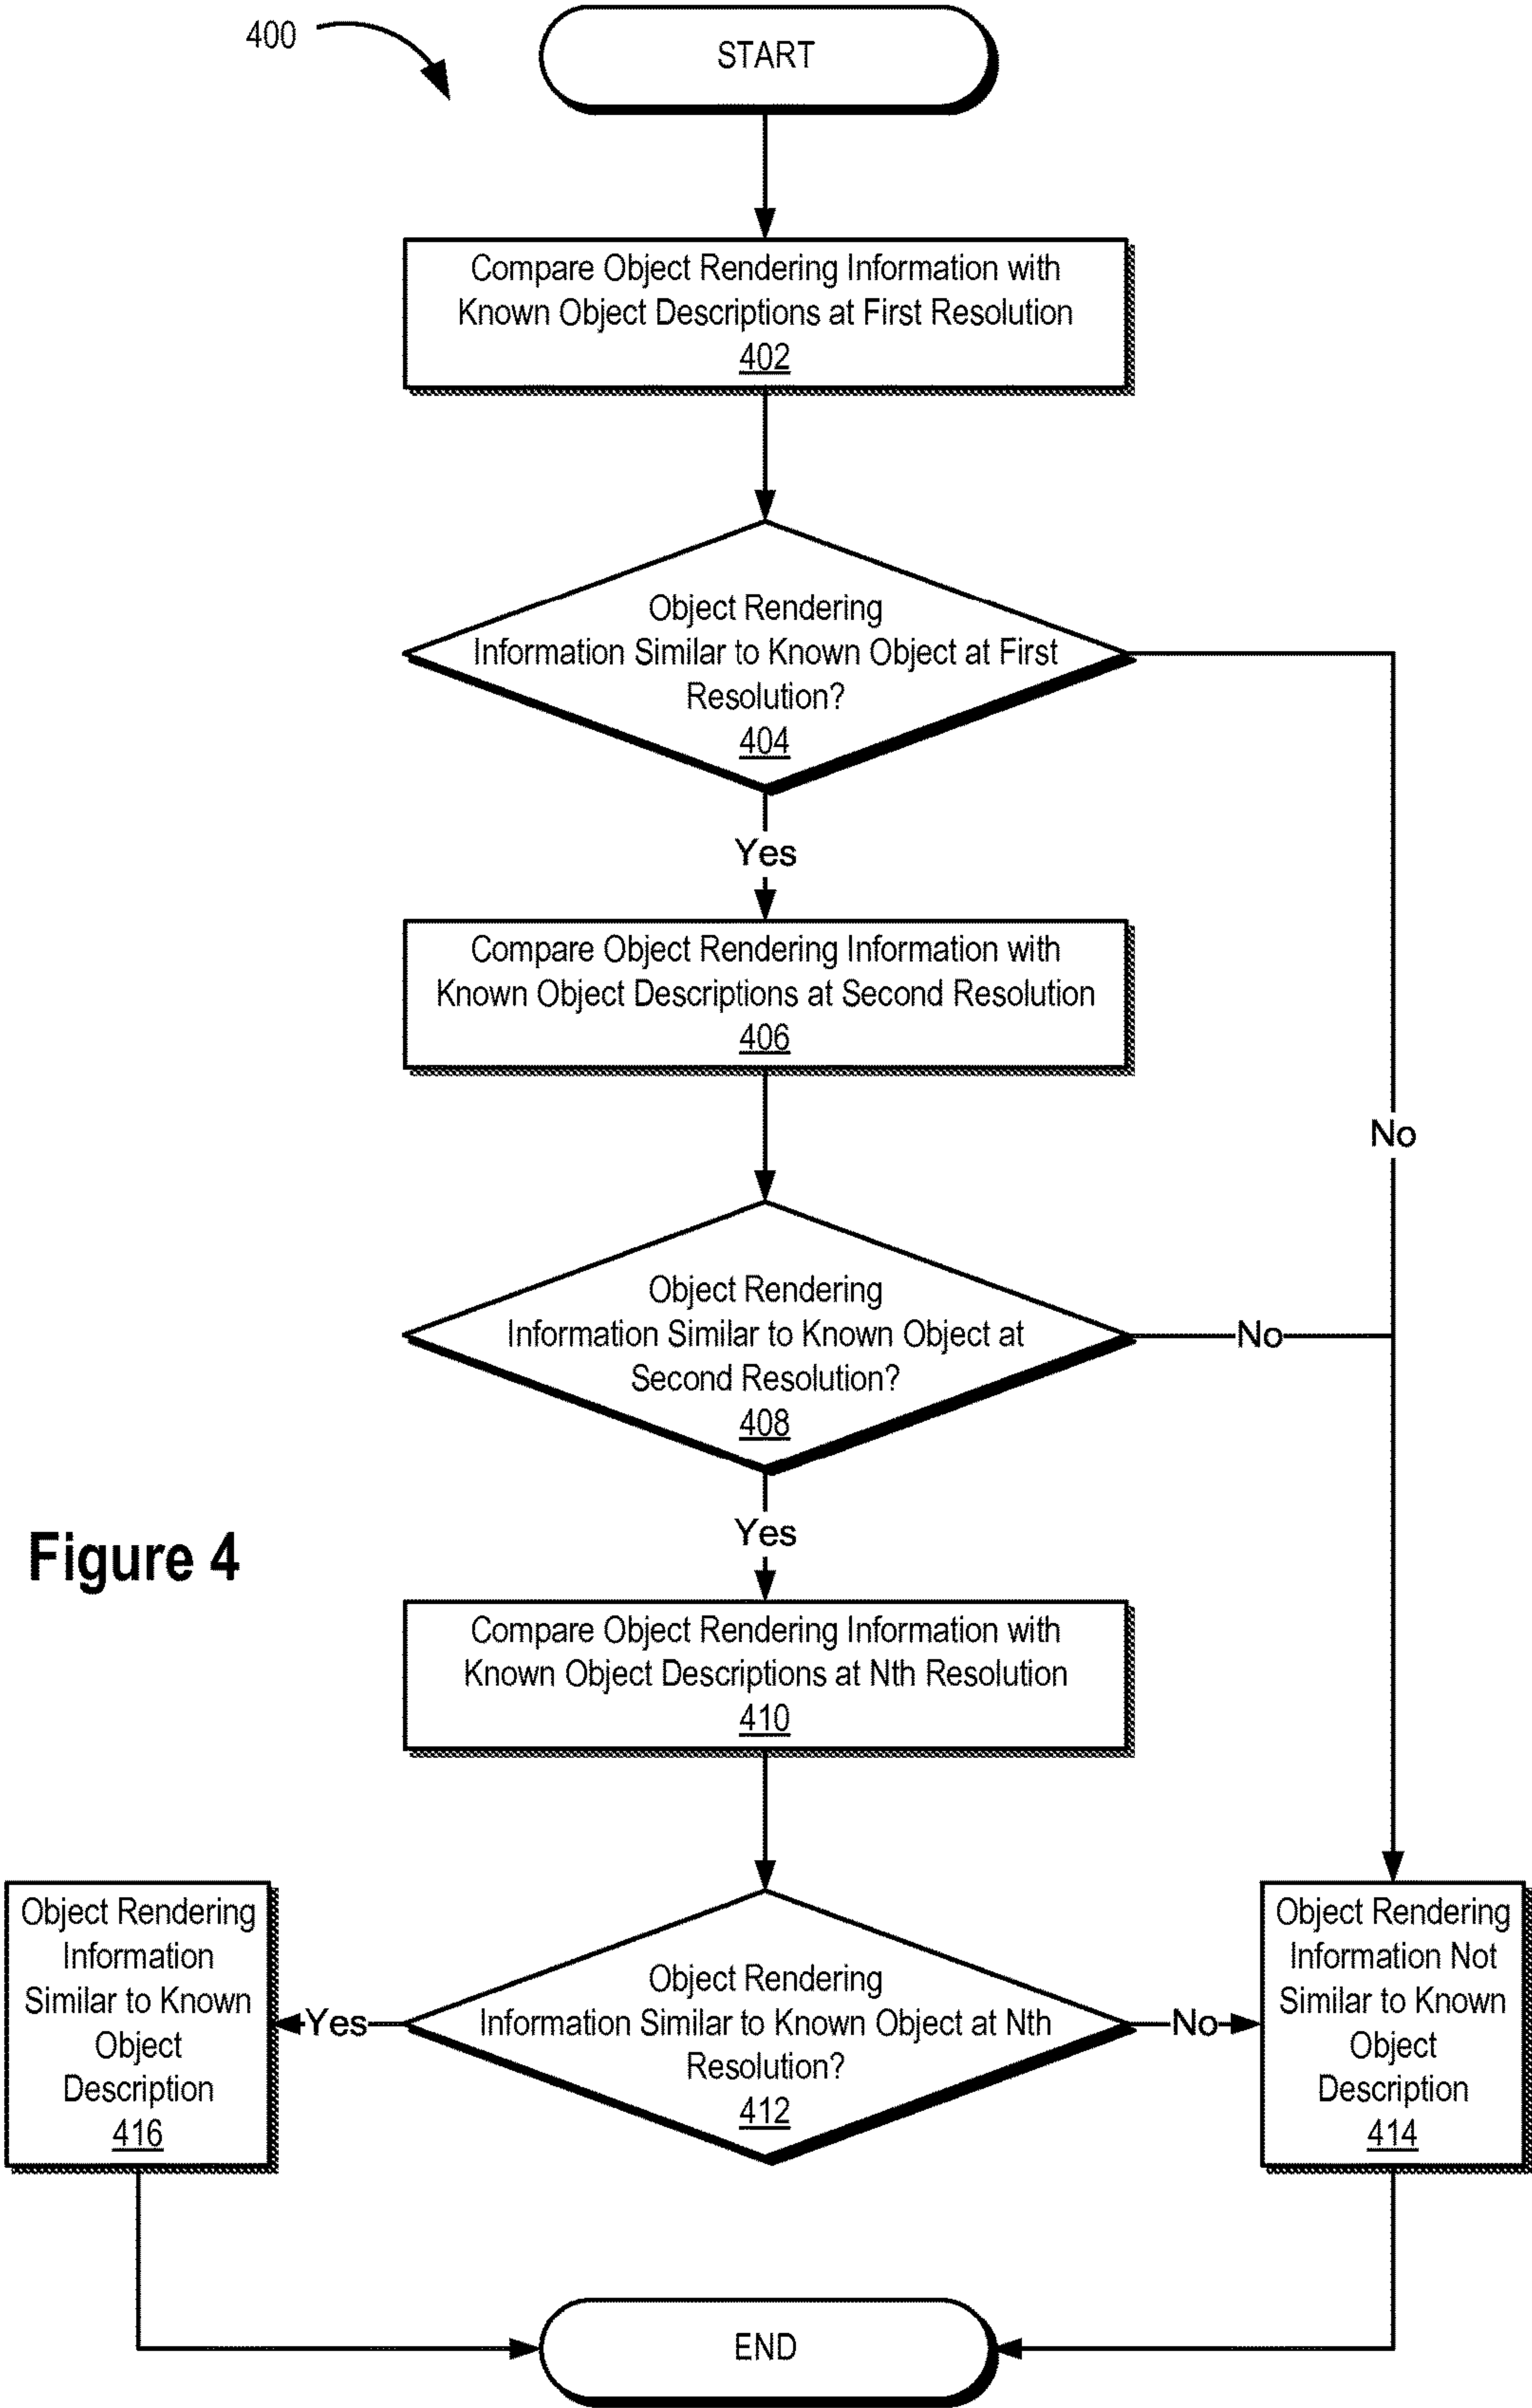 400
START
Compare Object Rendering Information with
Known Object Descriptions at First Resolution
402
Object Rendering
Information Similar to Known Object at First
Resolution?
404
Yes
Compare Object Rendering Information with
Known Object Descriptions at Second Resolution
406
No
Object Rendering
Information Similar to Known Object at
Second Resolution?
408
No
Yes
Figure 4
Compare Object Rendering Information with
Known Object Descriptions at Nth Resolution
410
Object Rendering
Information
Similar to Known
Object
Description
416
Yes
Object Rendering
Information Similar to Known Object at Nth
Resolution?
412
No
Object Rendering
Information Not
Similar to Known
Object
Description
414
END